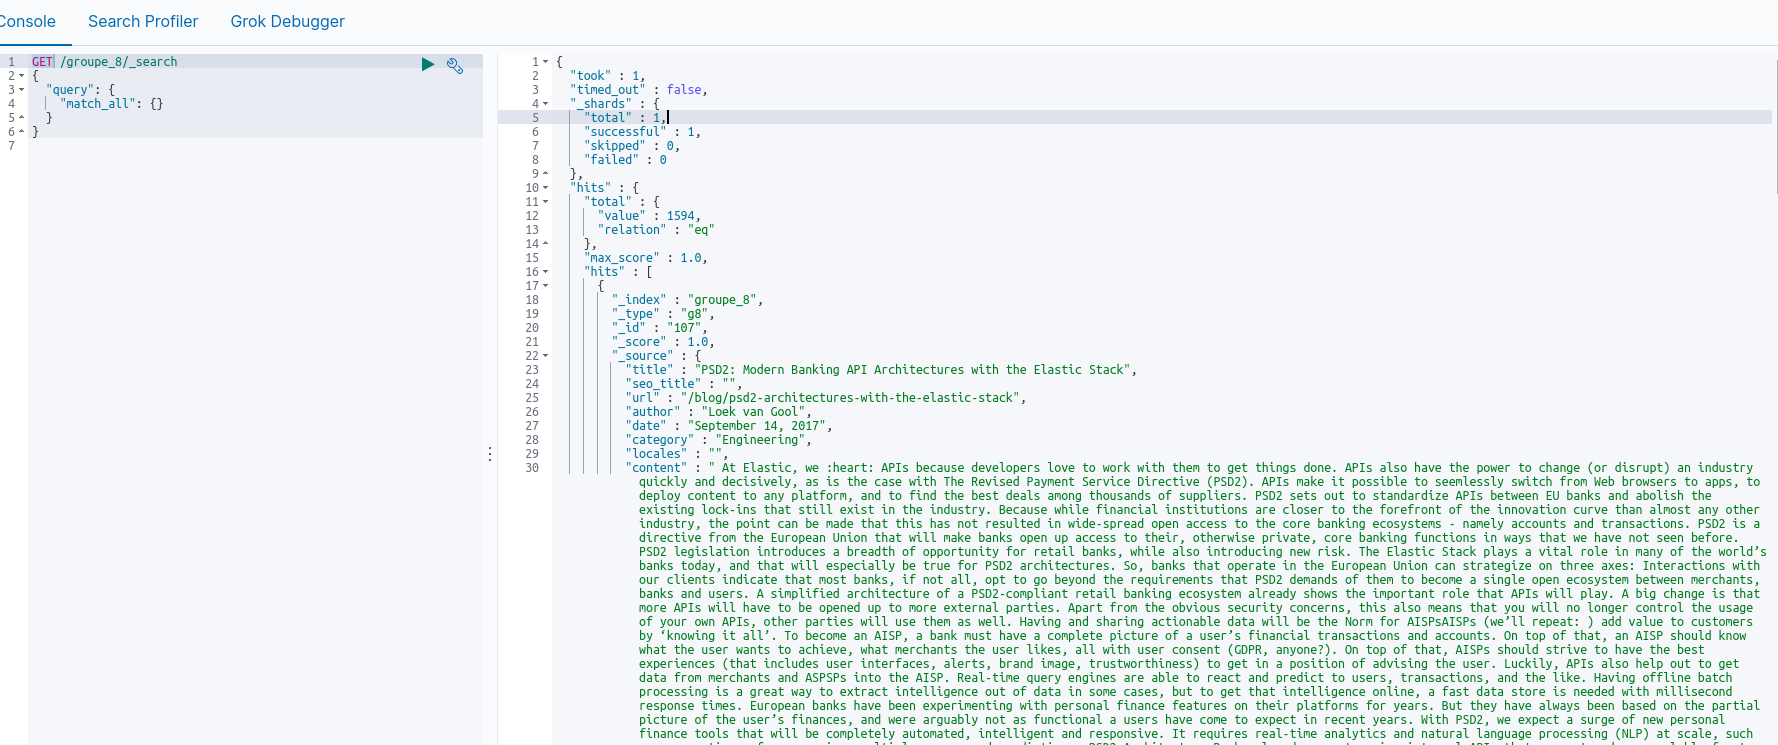 Console Search Profiler Grok Debugger
1 GET /groupe_8/_search
2 {
3 "query": {
4 "match_all": {}
5 }
6 }
7
1 {
2 "took" : 1,
3 "timed_out" : false,
4 "_shards" : {
5 "total" : 1,
6 "successful" : 1,
7 "skipped" : 0,
8 "failed" : 0
9 },
10 "hits" : {
11 "total" : {
12 "value" : 1594,
13 "relation" : "eq"
14 },
15 "max_score" : 1.0,
16 "hits" : [
17 {
18 "_index" : "groupe_8",
19 "_type" : "g8",
20 "_id" : "107",
21 "_score" : 1.0,
22 "_source" : {
23 "title" : "PSD2: Modern Banking API Architectures with the Elastic Stack",
24 "seo_title" : "",
25 "url" : "/blog/psd2-architectures-with-the-elastic-stack",
26 "author" : "Loek van Gool",
27 "date" : "September 14, 2017",
28 "category" : "Engineering",
29 "locales" : "",
30 "content" : " At Elastic, we :heart: APIs because developers love to work with them to get things done. APIs also have the power to change (or disrupt) an industry
quickly and decisively, as is the case with The Revised Payment Service Directive (PSD2). APIs make it possible to seemlessly switch from Web browsers to apps, to
deploy content to any platform, and to find the best deals among thousands of suppliers. PSD2 sets out to standardize APIs between EU banks and abolish the
existing lock-ins that still exist in the industry. Because while financial institutions are closer to the forefront of the innovation curve than almost any other
industry, the point can be made that this has not resulted in wide-spread open access to the core banking ecosystems - namely accounts and transactions. PSD2 is a
directive from the European Union that will make banks open up access to their, otherwise private, core banking functions in ways that we have not seen before.
PSD2 legislation introduces a breadth of opportunity for retail banks, while also introducing new risk. The Elastic Stack plays a vital role in many of the world’s
banks today, and that will especially be true for PSD2 architectures. So, banks that operate in the European Union can strategize on three axes: Interactions with
our clients indicate that most banks, if not all, opt to go beyond the requirements that PSD2 demands of them to become a single open ecosystem between merchants,
banks and users. A simplified architecture of a PSD2-compliant retail banking ecosystem already shows the important role that APIs will play. A big change is that
more APIs will have to be opened up to more external parties. Apart from the obvious security concerns, this also means that you will no longer control the usage
of your own APIs, other parties will use them as well. Having and sharing actionable data will be the Norm for AISPsAISPs (we’ll repeat: ) add value to customers
by ‘knowing it all’. To become an AISP, a bank must have a complete picture of a user’s financial transactions and accounts. On top of that, an AISP should know
what the user wants to achieve, what merchants the user likes, all with user consent (GDPR, anyone?). On top of that, AISPs should strive to have the best
experiences (that includes user interfaces, alerts, brand image, trustworthiness) to get in a position of advising the user. Luckily, APIs also help out to get
data from merchants and ASPSPs into the AISP. Real-time query engines are able to react and predict to users, transactions, and the like. Having offline batch
processing is a great way to extract intelligence out of data in some cases, but to get that intelligence online, a fast data store is needed with millisecond
response times. European banks have been experimenting with personal finance features on their platforms for years. But they have always been based on the partial
picture of the user’s finances, and were arguably not as functional a users have come to expect in recent years. With PSD2, we expect a surge of new personal
finance tools that will be completely automated, intelligent and responsive. It requires real-time analytics and natural language processing (NLP) at scale, such